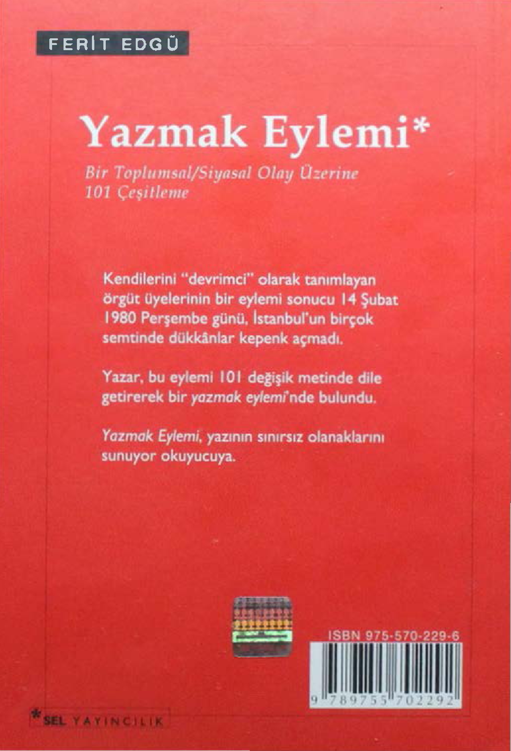 FERİT EDGÜ
Yazmak Eylemi*
Bir Toplumsal/Siyasal Olay Üzerine
101 Çeşitleme
Kendilerini “devrimci” olarak tanımlayan
örgüt üyelerinin bir eylemi sonucu 14 Şubat
1980 Perşembe günü, İstanbul'un birçok
semtinde dükkânlar kepenk açmadı.
Yazar, bu eylemi 101 değişik metinde dile
getirerek bir yazmak eylemi'nde bulundu.
Yazmak Eylemi, yazının sınırsız olanaklarını
sunuyor okuyucuya.
ISBN 975-570-229-6
9 789755 702292
*SEL YAYINCILIK